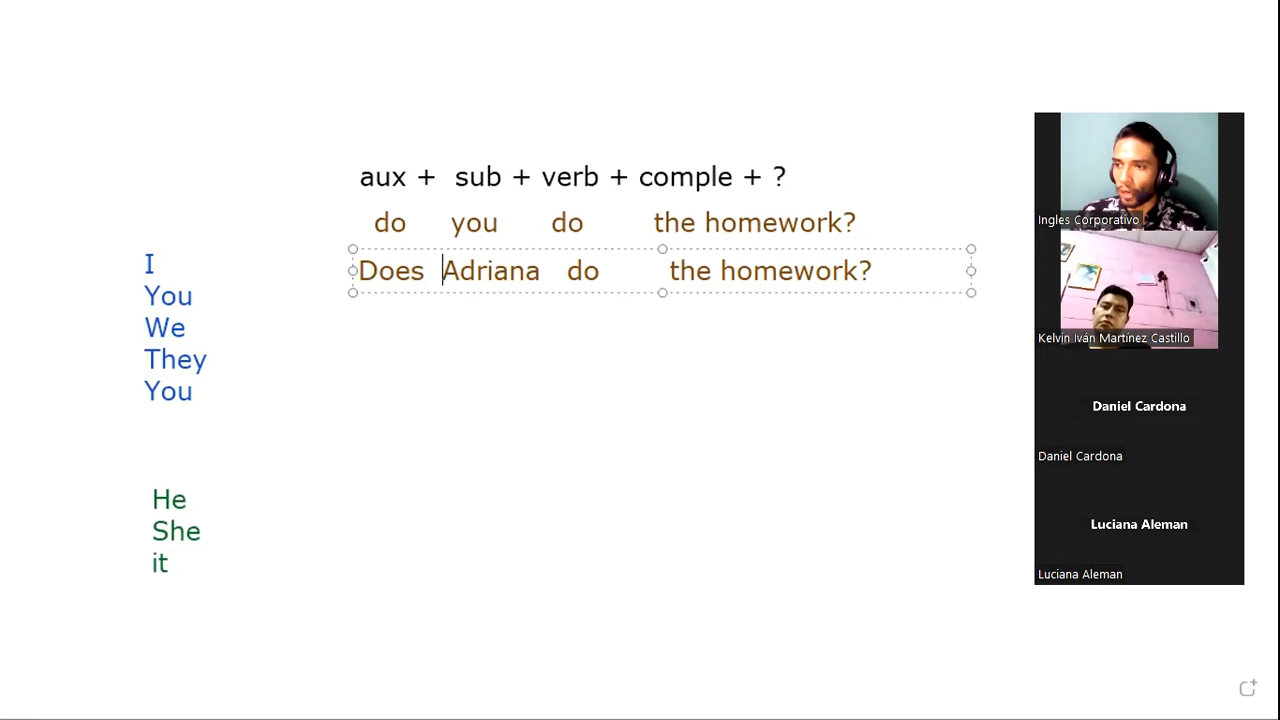 aux + sub + verb + comple + ?
do you do the homework?
Does Adriana do the homework?
I
You
We
They
You
He
She
it
Ingles Corporativo
Kelvin Iván Martínez Castillo
Daniel Cardona
Daniel Cardona
Luciana Aleman
Luciana Aleman